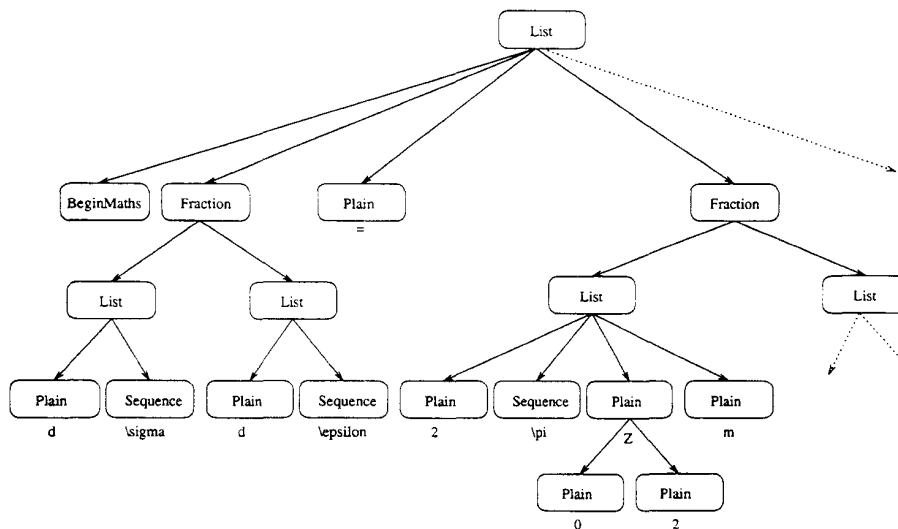 List
BeginMaths Fraction Plain Fraction
=
List List List List
Plain Sequence Plain Sequence Plain Sequence Plain Plain
d \sigma d \epsilon 2 \pi Z m
Plain Plain
0 2